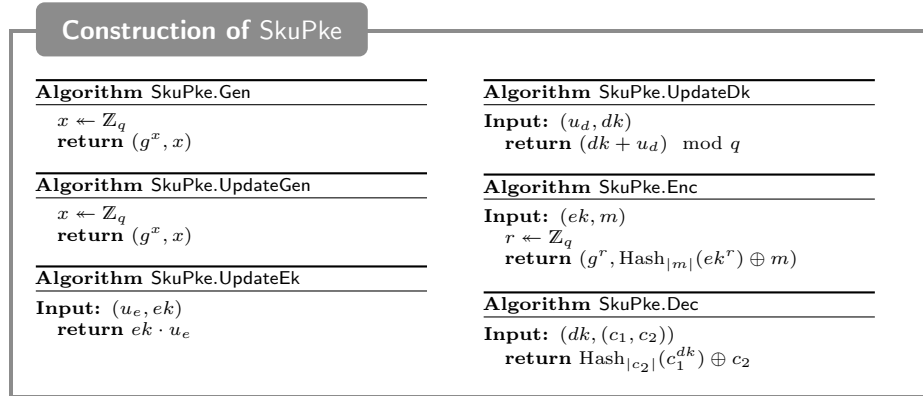 Construction of SkuPke
Algorithm SkuPke.Gen
x ↞ ℤ_q
return (g^x, x)
Algorithm SkuPke.UpdateGen
x ↞ ℤ_q
return (g^x, x)
Algorithm SkuPke.UpdateEk
Input: (u_e, ek)
return ek · u_e
Algorithm SkuPke.UpdateDk
Input: (u_d, dk)
return (dk + u_d) mod q
Algorithm SkuPke.Enc
Input: (ek, m)
r ↞ ℤ_q
return (g^r, Hash_{|m|}(ek^r) ⊕ m)
Algorithm SkuPke.Dec
Input: (dk, (c_1, c_2))
return Hash_{|c_2|}(c_1^{dk}) ⊕ c_2